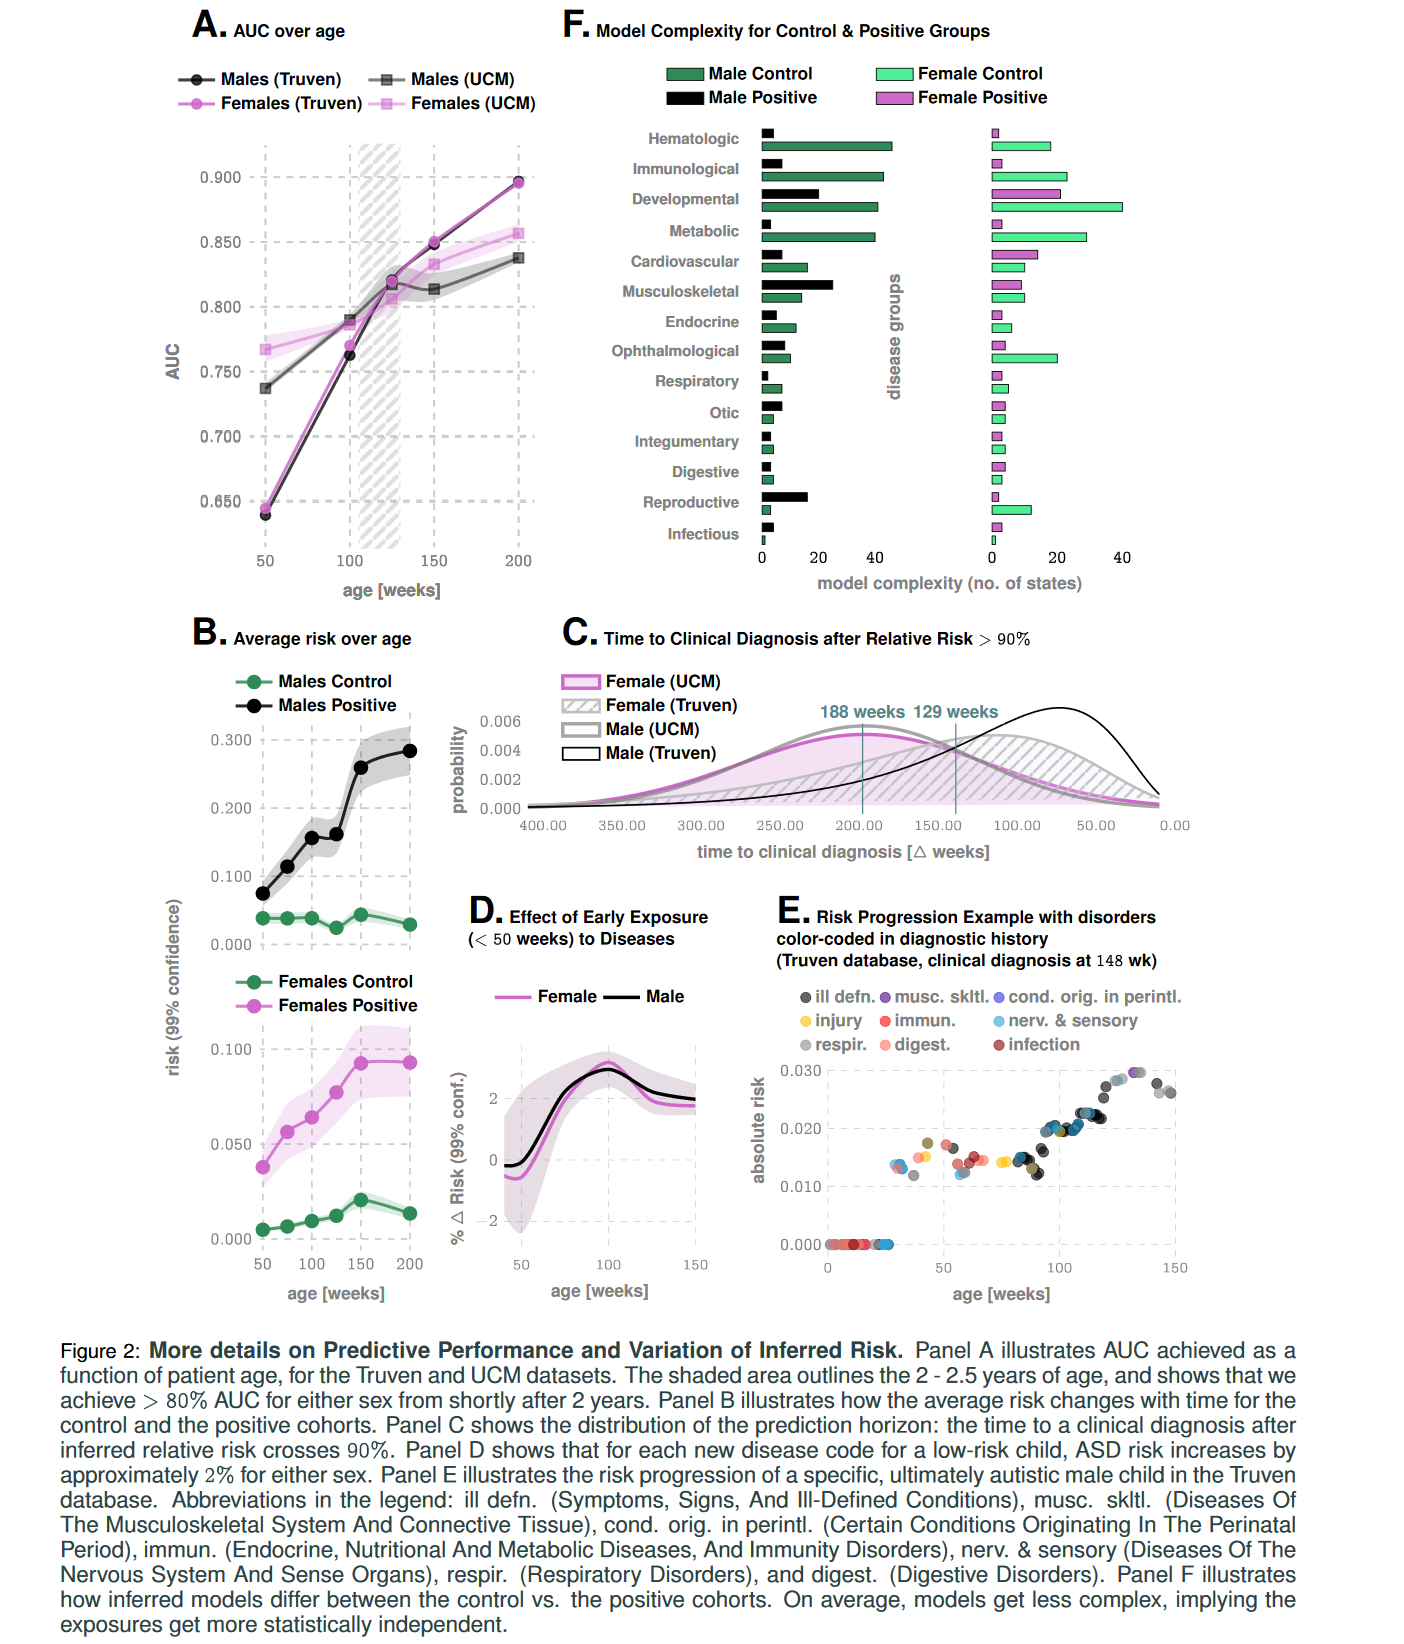 A. AUC over age
Males (Truven)
Males (UCM)
Females (Truven)
Females (UCM)
0.900
0.850
0.800
0.750
0.700
0.650
AUC
50
100
150
200
age [weeks]
F. Model Complexity for Control & Positive Groups
Male Control
Female Control
Male Positive
Female Positive
Hematologic
Immunological
Developmental
Metabolic
Cardiovascular
Musculoskeletal
Endocrine
Ophthalmological
Respiratory
Otic
Integumentary
Digestive
Reproductive
Infectious
disease groups
0
20
40
0
20
40
model complexity (no. of states)
B. Average risk over age
Males Control
Males Positive
0.300
0.200
0.100
0.000
Females Control
Females Positive
0.100
0.050
0.000
risk (99% confidence)
50
100
150
200
age [weeks]
C. Time to Clinical Diagnosis after Relative Risk > 90%
Female (UCM)
Female (Truven)
Male (UCM)
Male (Truven)
188 weeks
129 weeks
probability
0.006
0.004
0.002
0.000
400.00
350.00
300.00
250.00
200.00
150.00
100.00
50.00
0.00
time to clinical diagnosis [△ weeks]
D. Effect of Early Exposure
(< 50 weeks) to Diseases
Female
Male
% △ Risk (99% conf.)
2
0
−2
50
100
150
age [weeks]
E. Risk Progression Example with disorders
color-coded in diagnostic history
(Truven database, clinical diagnosis at 148 wk)
ill defn.
musc. skltl.
cond. orig. in perintl.
injury
immun.
nerv. & sensory
respir.
digest.
infection
absolute risk
0.030
0.020
0.010
0.000
0
50
100
150
age [weeks]
Figure 2: More details on Predictive Performance and Variation of Inferred Risk. Panel A illustrates AUC achieved as a
function of patient age, for the Truven and UCM datasets. The shaded area outlines the 2 - 2.5 years of age, and shows that we
achieve > 80% AUC for either sex from shortly after 2 years. Panel B illustrates how the average risk changes with time for the
control and the positive cohorts. Panel C shows the distribution of the prediction horizon: the time to a clinical diagnosis after
inferred relative risk crosses 90%. Panel D shows that for each new disease code for a low-risk child, ASD risk increases by
approximately 2% for either sex. Panel E illustrates the risk progression of a specific, ultimately autistic male child in the Truven
database. Abbreviations in the legend: ill defn. (Symptoms, Signs, And Ill-Defined Conditions), musc. skltl. (Diseases Of
The Musculoskeletal System And Connective Tissue), cond. orig. in perintl. (Certain Conditions Originating In The Perinatal
Period), immun. (Endocrine, Nutritional And Metabolic Diseases, And Immunity Disorders), nerv. & sensory (Diseases Of The
Nervous System And Sense Organs), respir. (Respiratory Disorders), and digest. (Digestive Disorders). Panel F illustrates
how inferred models differ between the control vs. the positive cohorts. On average, models get less complex, implying the
exposures get more statistically independent.